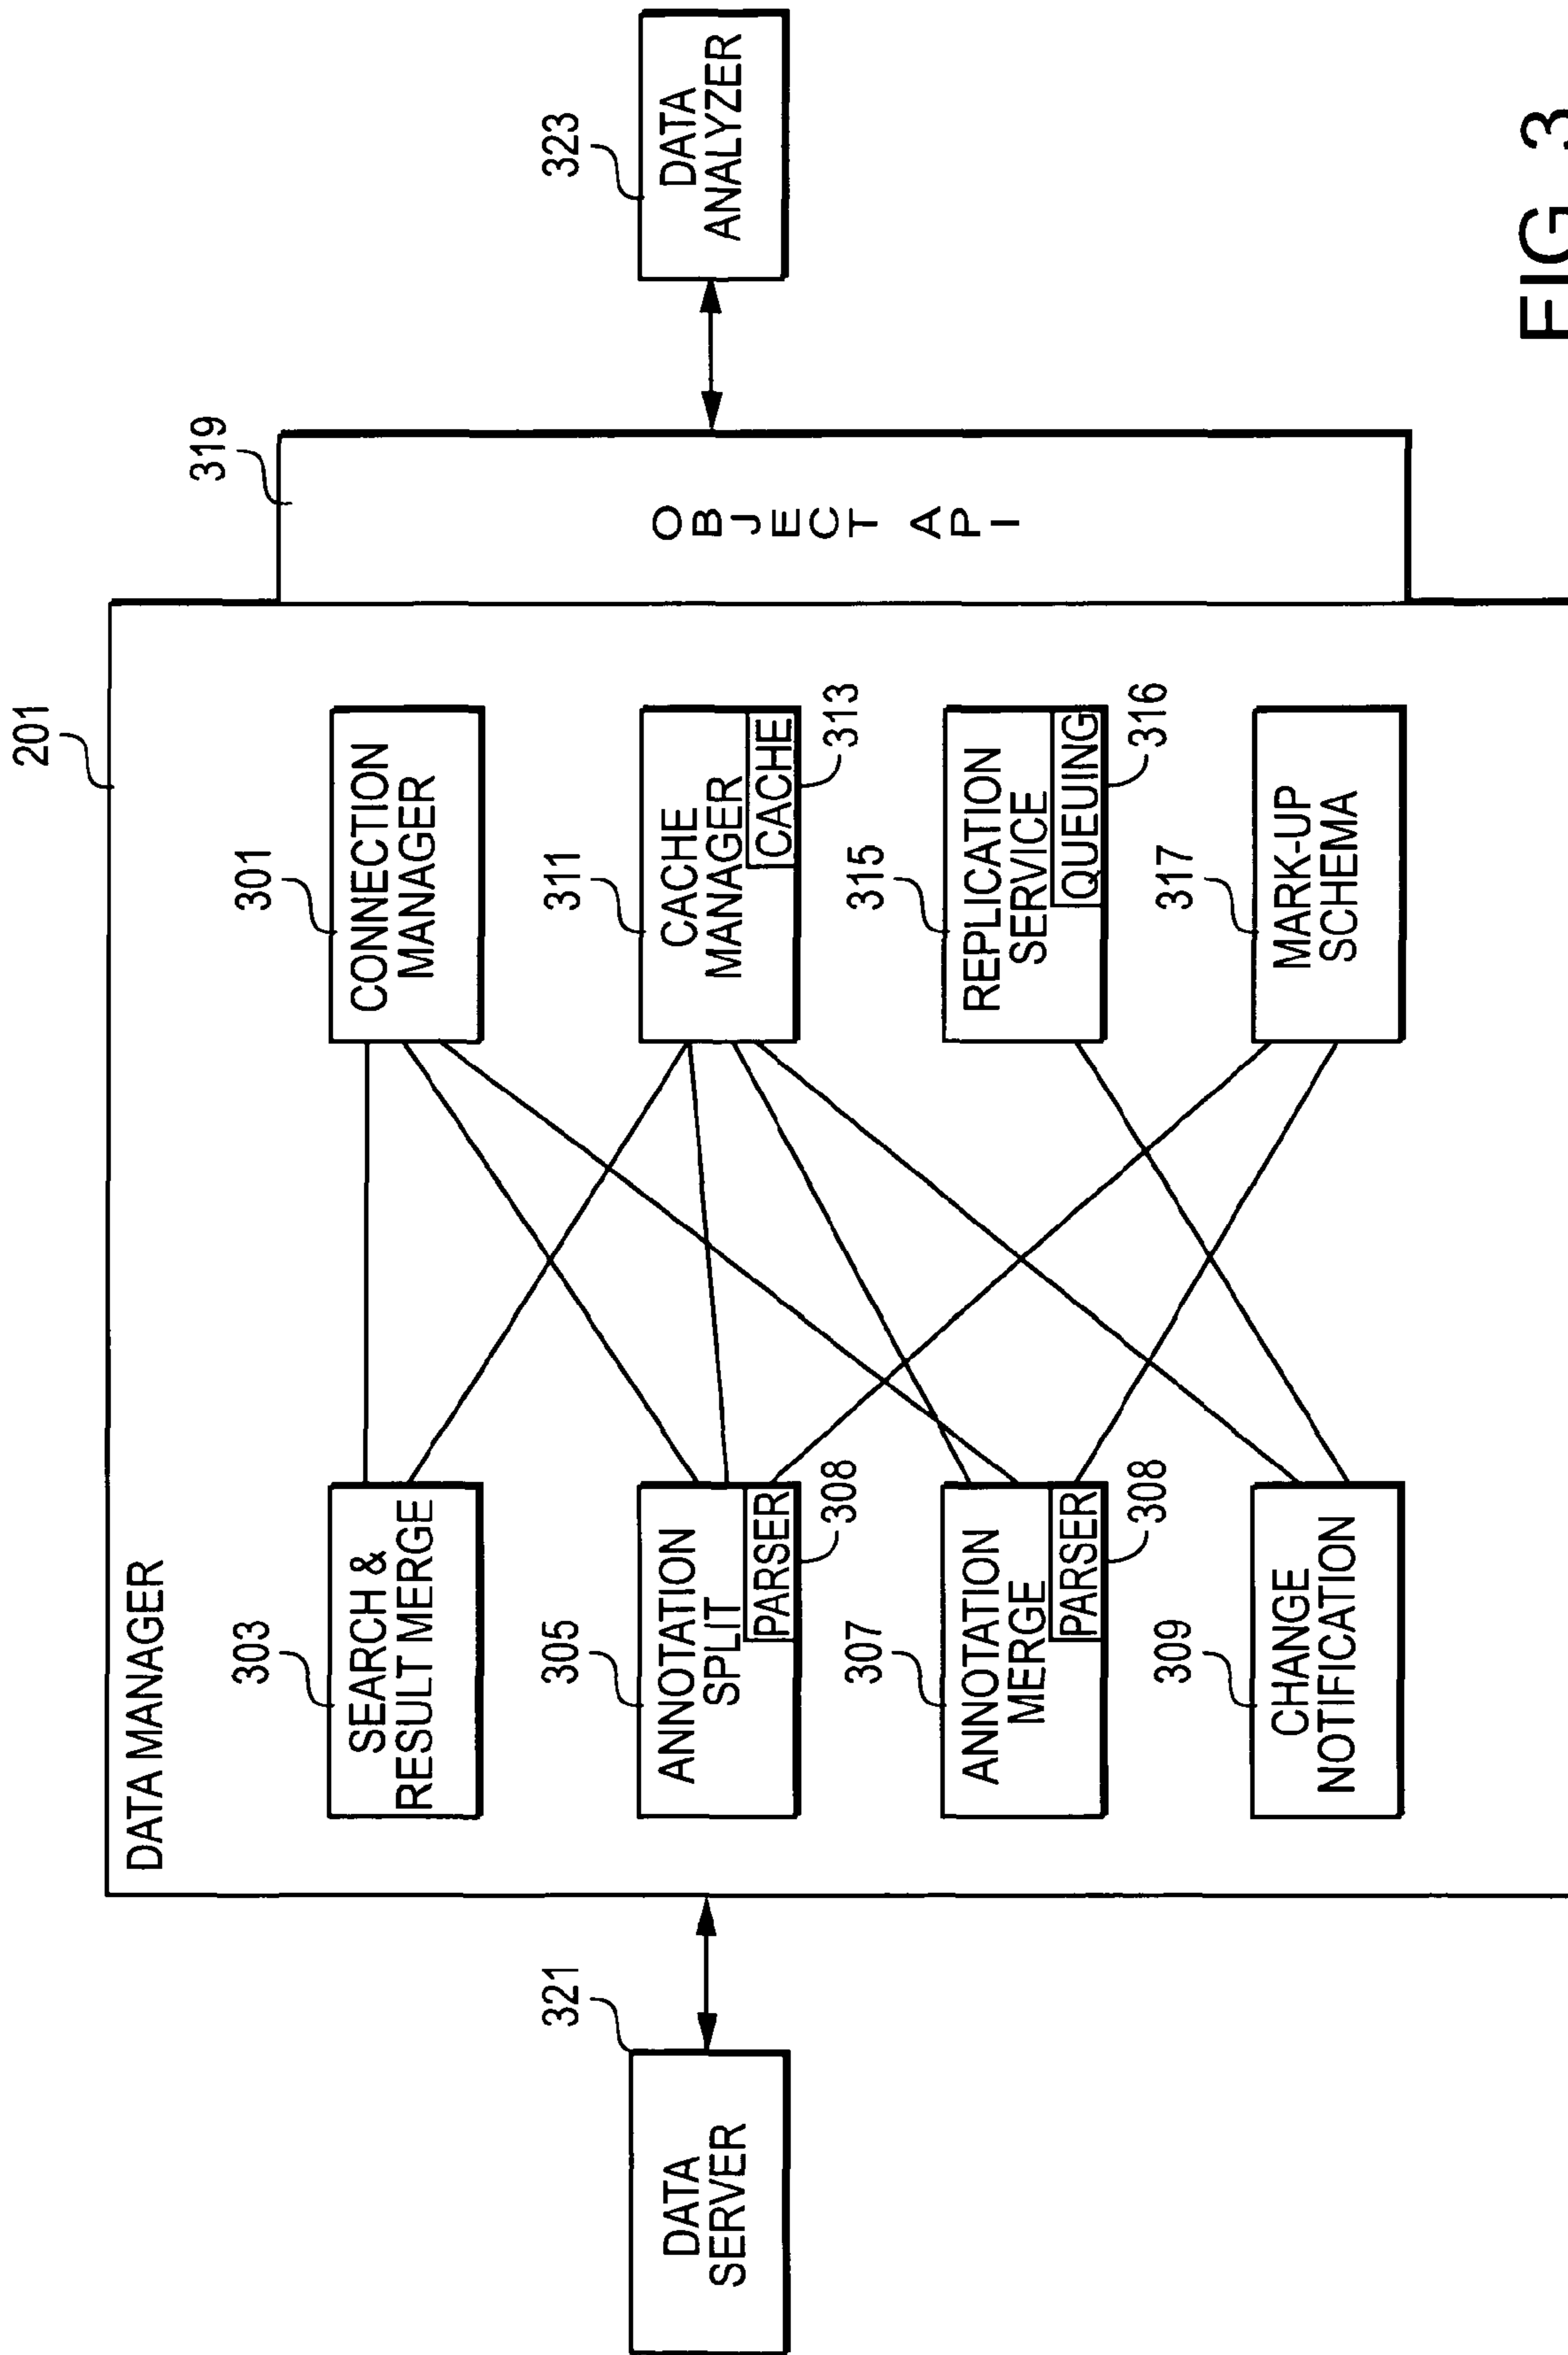 201
DATA MANAGER
303
SEARCH &
RESULT MERGE
301
CONNECTION
MANAGER
319
OBJECT API
321
DATA
SERVER
305
ANNOTATION
SPLIT
PARSER
308
311
CACHE
MANAGER
CACHE
313
323
DATA
ANALYZER
307
ANNOTATION
MERGE
PARSER
308
315
REPLICATION
SERVICE
QUEUING
316
309
CHANGE
NOTIFICATION
317
MARK-UP
SCHEMA
FIG. 3